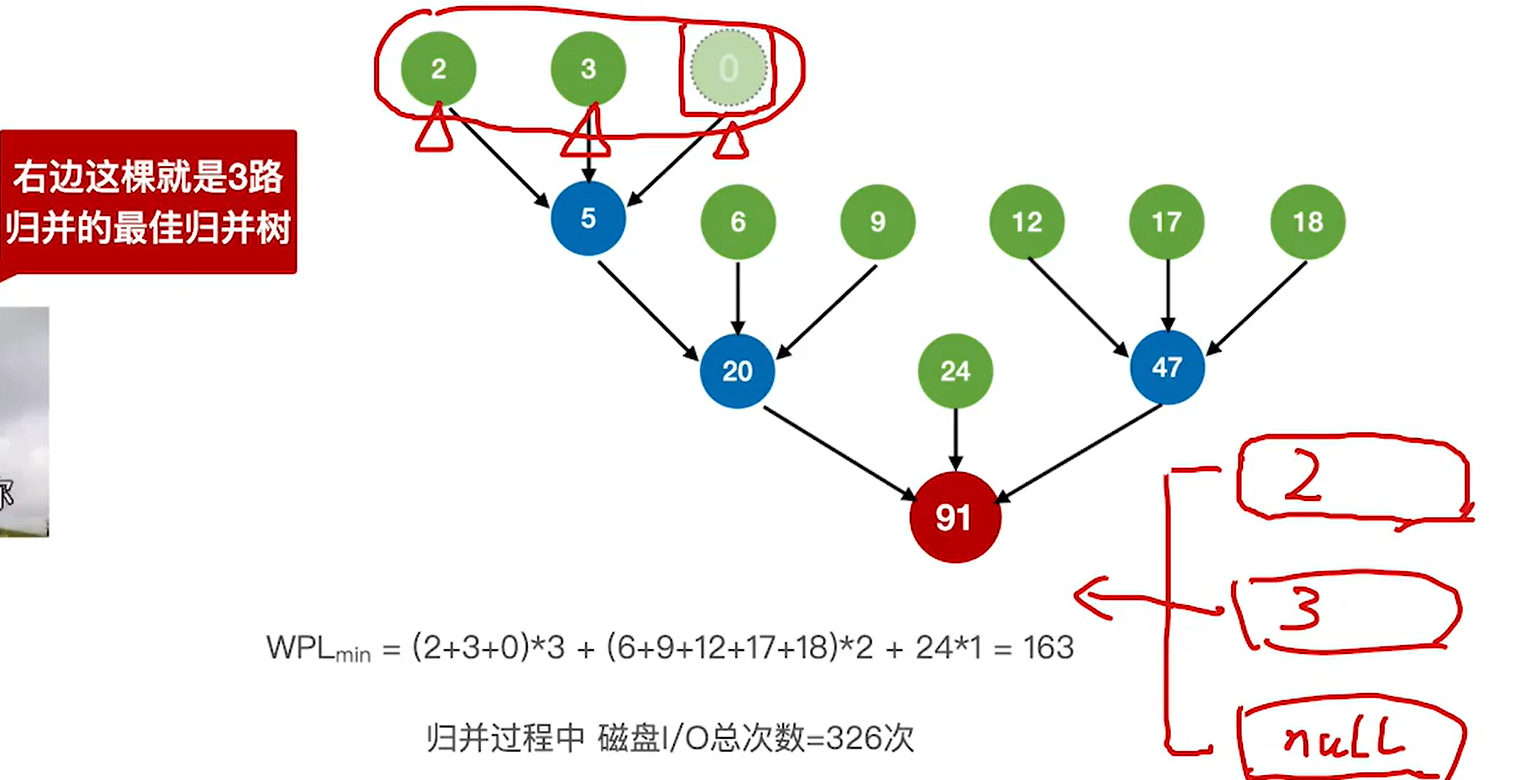 2 3 0
右边这棵就是3路
归并的最佳归并树
5 6 9 12 17 18
20 24 47
2
91
3
WPLmin = (2+3+0)*3 + (6+9+12+17+18)*2 + 24*1 = 163
null
归并过程中 磁盘I/O总次数=326次